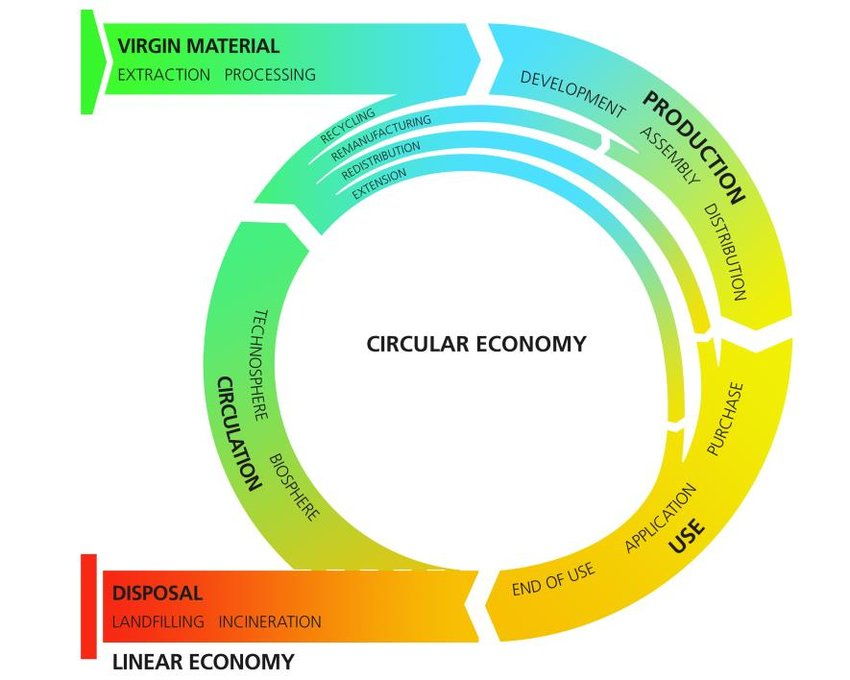 VIRGIN MATERIAL
EXTRACTION PROCESSING
DEVELOPMENT
PRODUCTION
ASSEMBLY
DISTRIBUTION
RECYCLING
REMANUFACTURING
REDISTRIBUTION
EXTENSION
CIRCULAR ECONOMY
TECHNOSPHERE
CIRCULATION
BIOSPHERE
PURCHASE
APPLICATION
USE
END OF USE
DISPOSAL
LANDFILLING INCINERATION
LINEAR ECONOMY